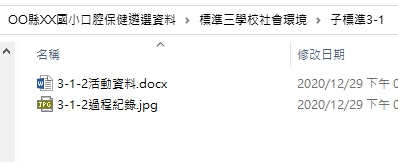 OO縣XX國小口腔保健遴選資料 > 標準三學校社會環境 > 子標準3-1
名稱 修改日期
3-1-2活動資料.docx 2020/12/29 下午 0
3-1-2過程紀錄.jpg 2020/12/29 下午 0